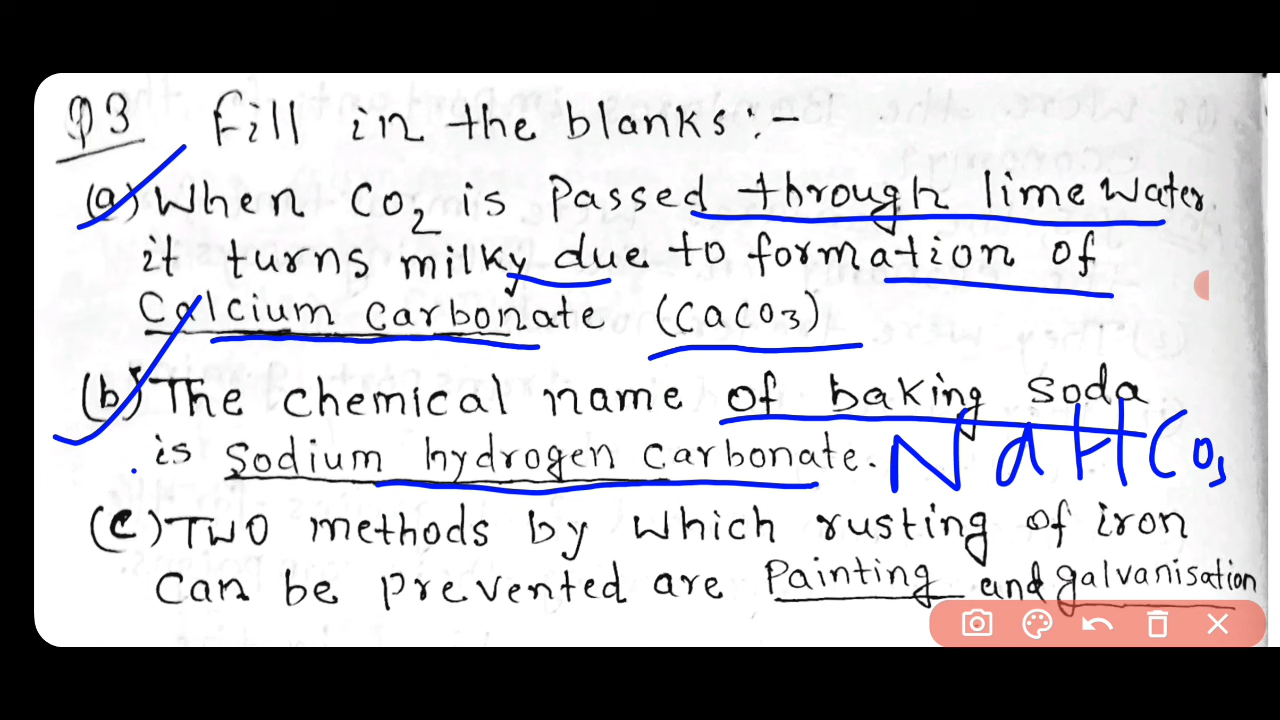 Q3 Fill in the blanks:-
(a) When CO2 is Passed through lime Water
it turns milky due to formation of
Calcium Carbonate (CaCO3)
(b) The chemical name of baking soda
is Sodium hydrogen carbonate. NaHCO3
(c) TWO methods by which rusting of iron
Can be prevented are Painting and galvanisation